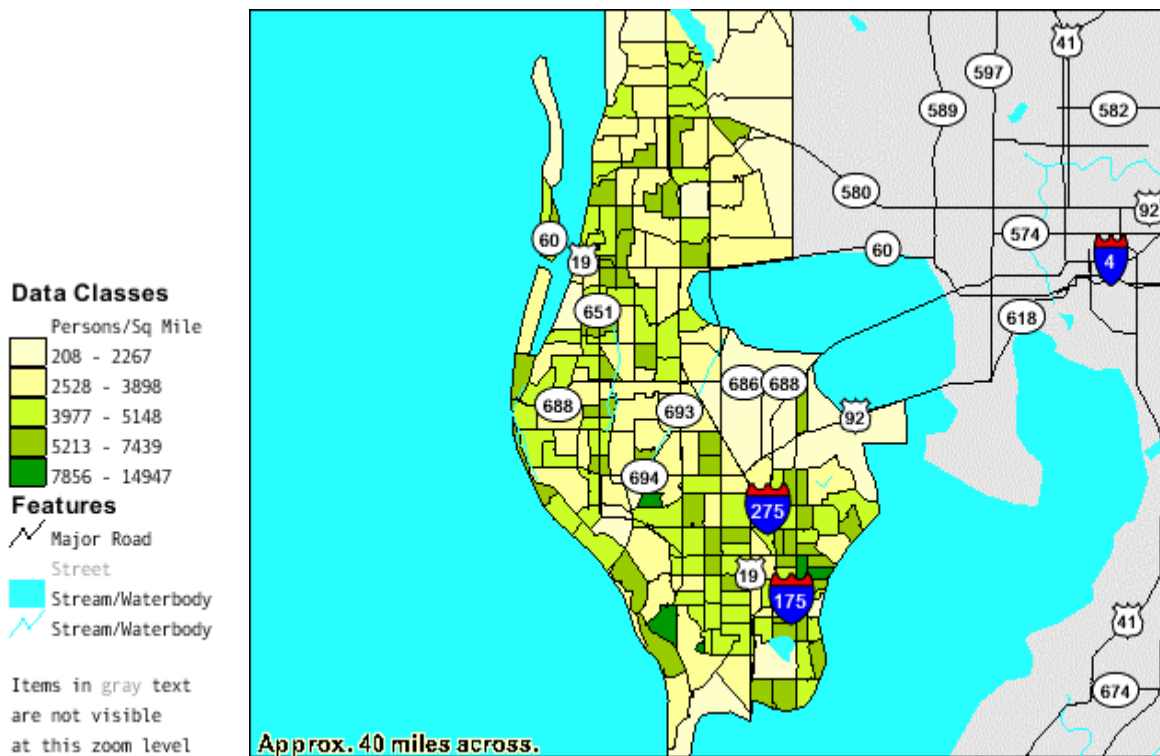 Data Classes
Persons/Sq Mile
208 - 2267
2528 - 3898
3977 - 5148
5213 - 7439
7856 - 14947
Features
Major Road
Street
Stream/Waterbody
Stream/Waterbody
Items in gray text
are not visible
at this zoom level
41
597
589
582
580
92
60
574
60
19
4
651
618
686
688
688
693
92
694
275
19
175
41
674
Approx. 40 miles across.